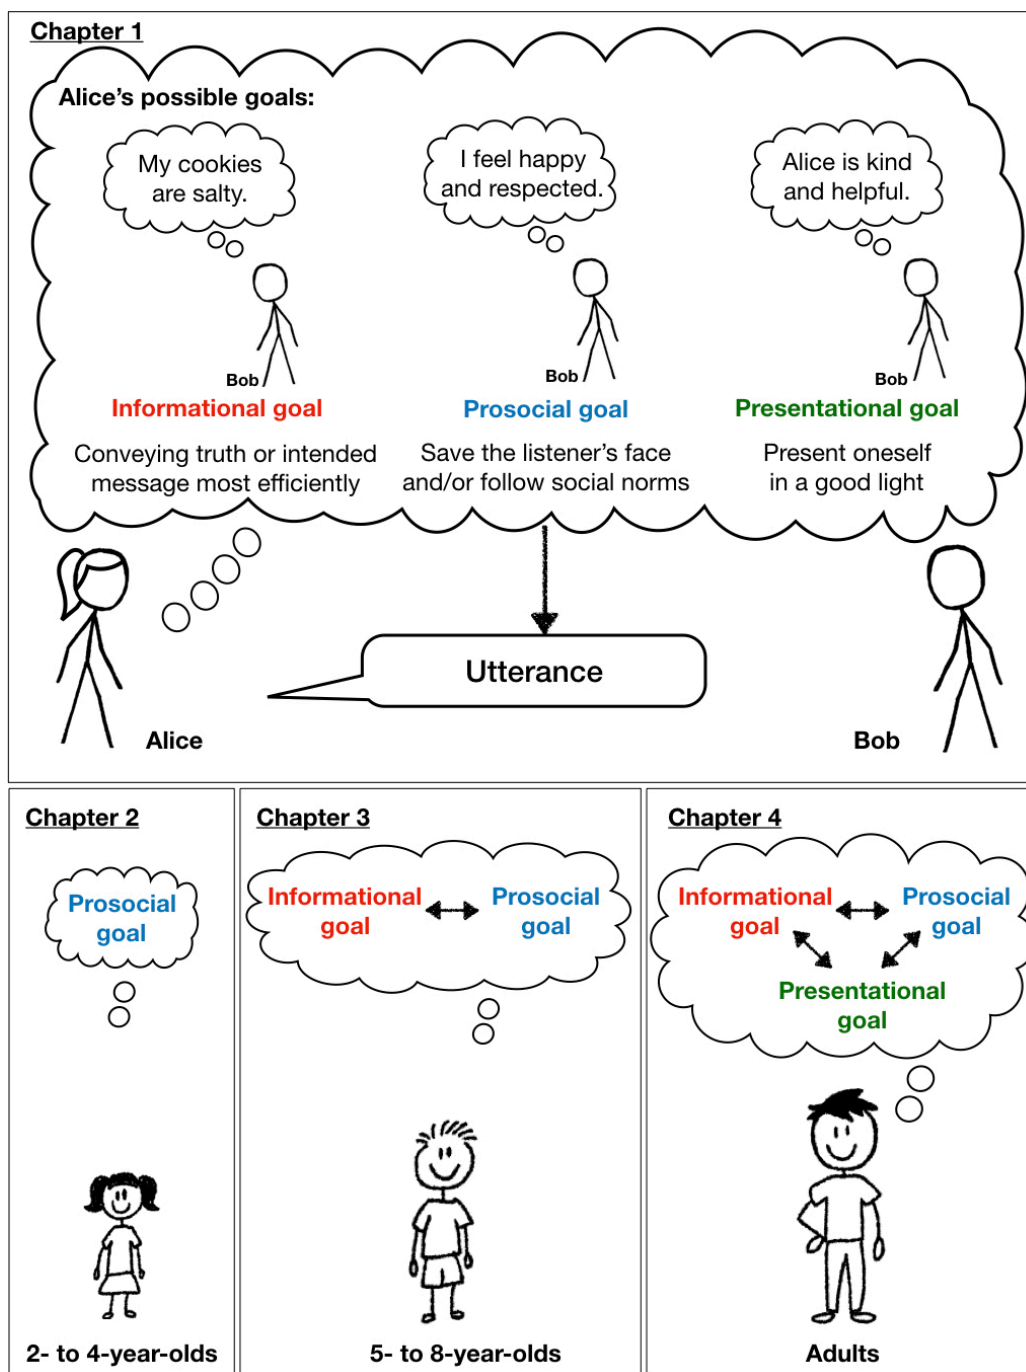 Chapter 1
Alice's possible goals:
My cookies
are salty.
I feel happy
and respected.
Alice is kind
and helpful.
Bob
Bob
Bob
Informational goal
Prosocial goal
Presentational goal
Conveying truth or intended
message most efficiently
Save the listener's face
and/or follow social norms
Present oneself
in a good light
Utterance
Alice
Bob
Chapter 2
Prosocial
goal
2- to 4-year-olds
Chapter 3
Informational
goal
Prosocial
goal
5- to 8-year-olds
Chapter 4
Informational
goal
Prosocial
goal
Presentational
goal
Adults